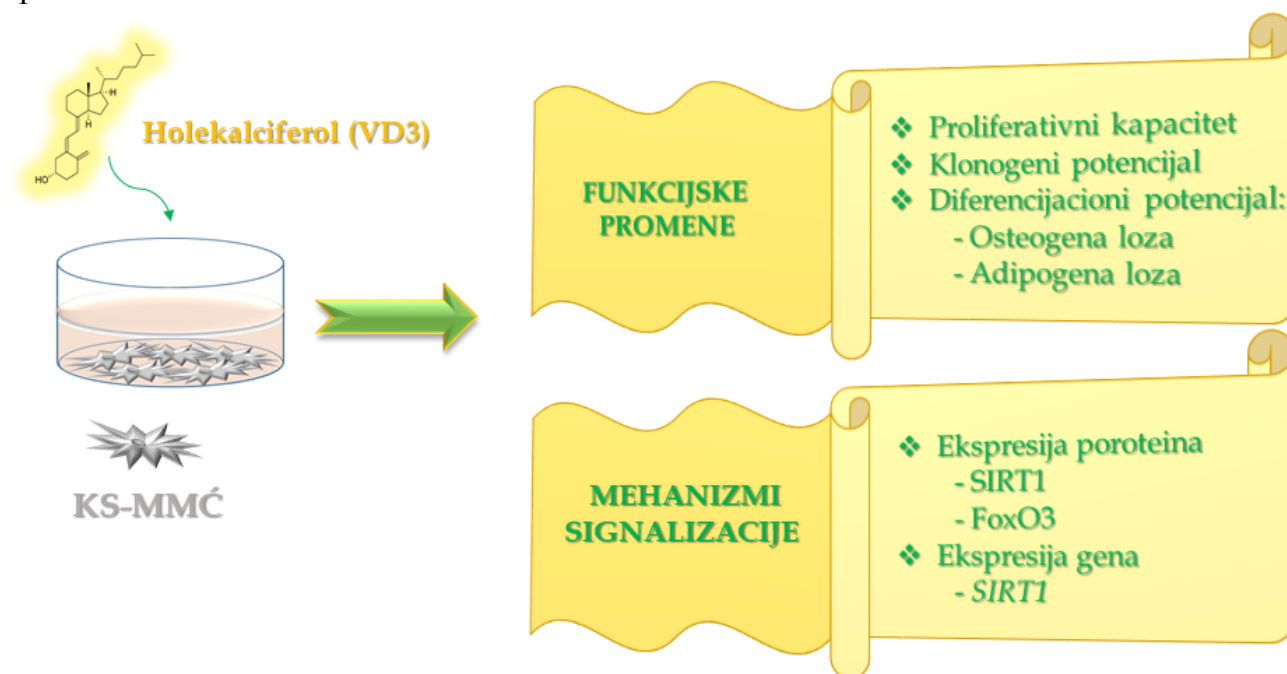 Holekalciferol (VD3)
H
H
HO
KS-MMĆ
FUNKCIJSKE
PROMENE
❖ Proliferativni kapacitet
❖ Klonogeni potencijal
❖ Diferencijacioni potencijal:
- Osteogena loza
- Adipogena loza
MEHANIZMI
SIGNALIZACIJE
❖ Ekspresija poroteina
- SIRT1
- FoxO3
❖ Ekspresija gena
- SIRT1